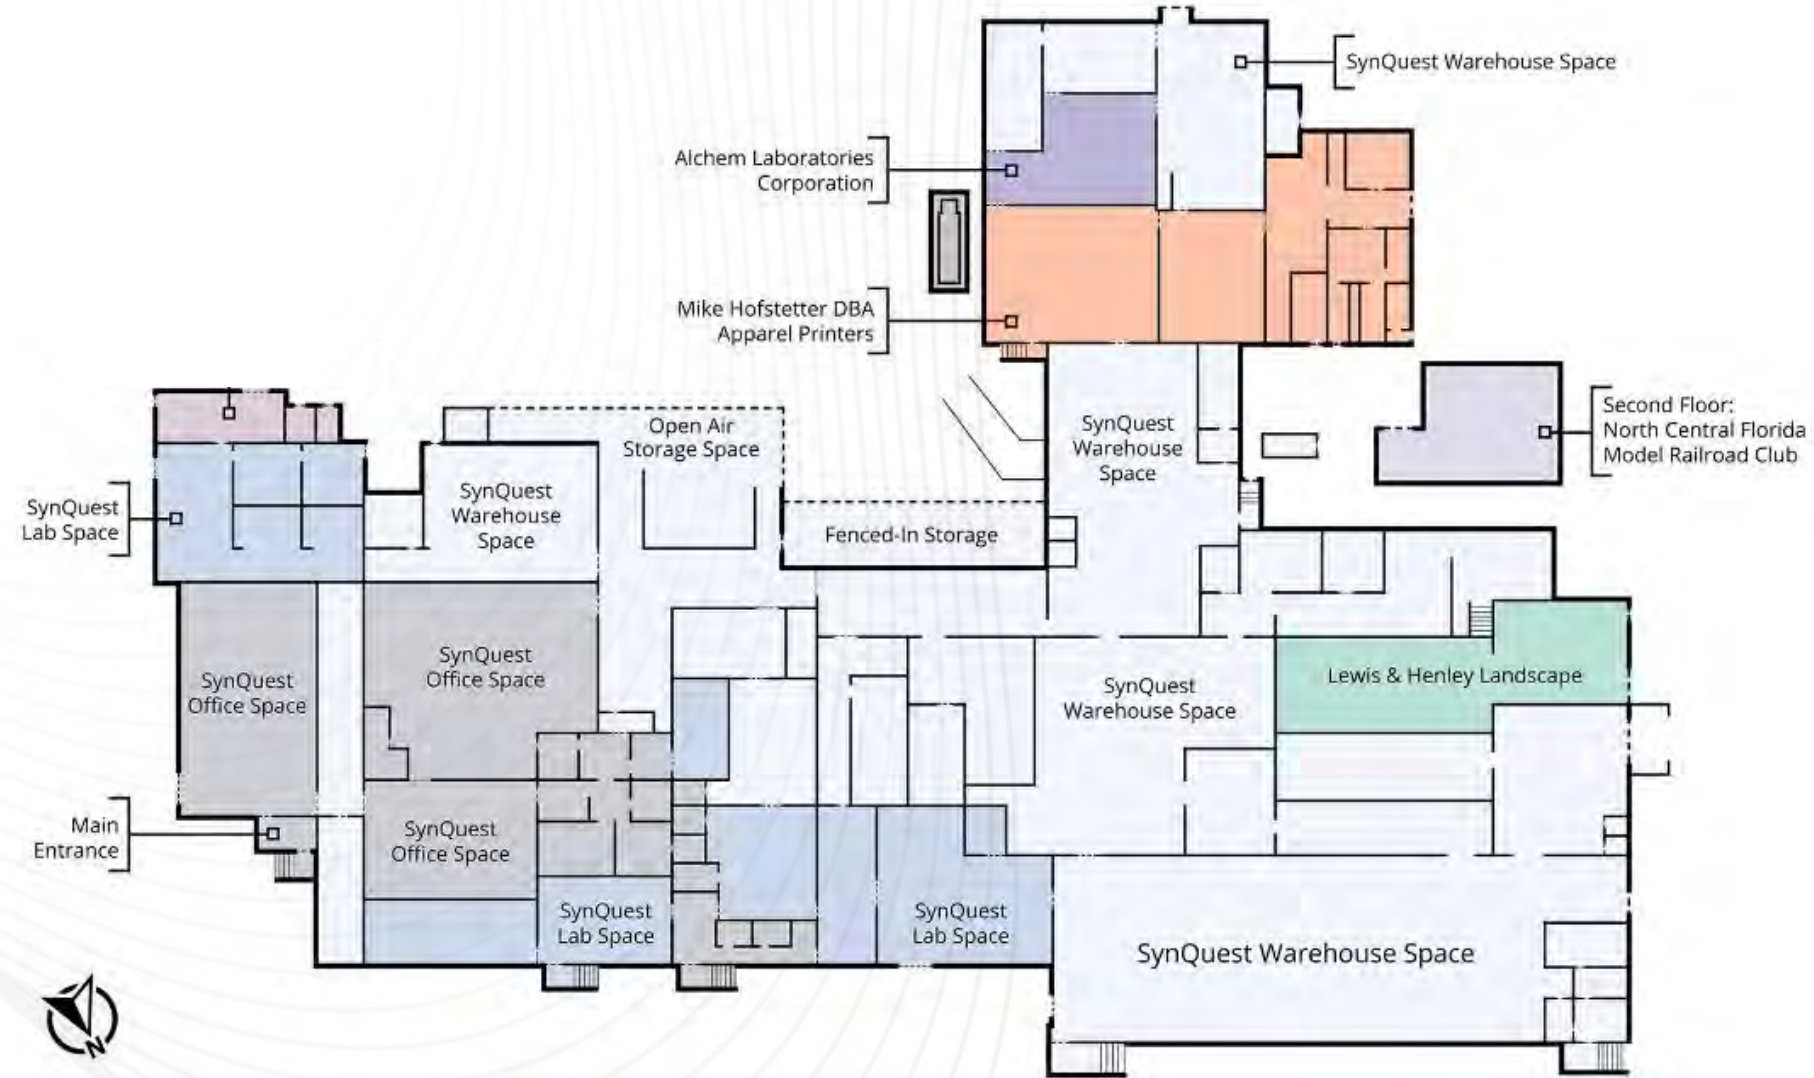 SynQuest Warehouse Space
Alchem Laboratories
Corporation
Mike Hofstetter DBA
Apparel Printers
Second Floor:
North Central Florida
Model Railroad Club
Open Air
Storage Space
SynQuest
Warehouse
Space
SynQuest
Warehouse
Space
SynQuest
Lab Space
Fenced-In Storage
SynQuest
Office Space
SynQuest
Office Space
SynQuest
Warehouse Space
Lewis & Henley Landscape
Main
Entrance
SynQuest
Office Space
SynQuest
Lab Space
SynQuest
Lab Space
SynQuest Warehouse Space
N